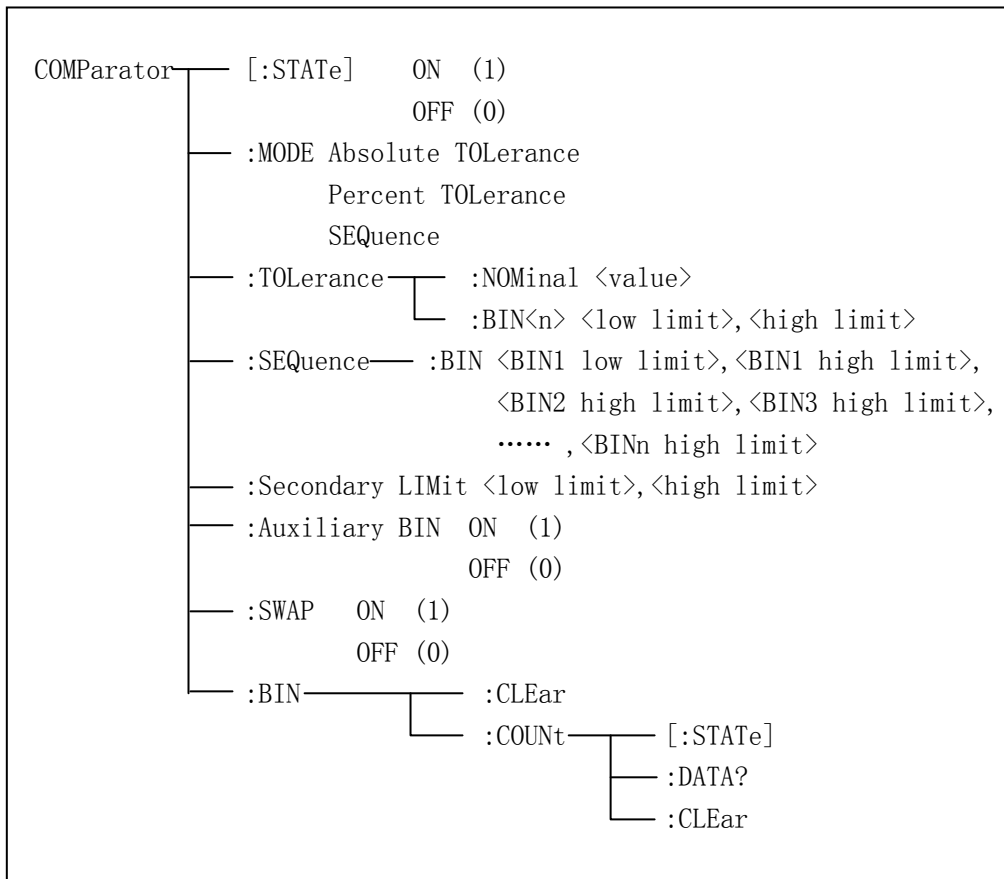 COMParator [:STATe] ON (1)
OFF (0)
:MODE Absolute TOLerance
Percent TOLerance
SEQuence
:TOLerance :NOMinal <value>
:BIN<n> <low limit>,<high limit>
:SEQuence :BIN <BIN1 low limit>,<BIN1 high limit>,
<BIN2 high limit>,<BIN3 high limit>,
…… ,<BINn high limit>
:Secondary LIMit <low limit>,<high limit>
:Auxiliary BIN ON (1)
OFF (0)
:SWAP ON (1)
OFF (0)
:BIN :CLEar
:COUNt [:STATe]
:DATA?
:CLEar